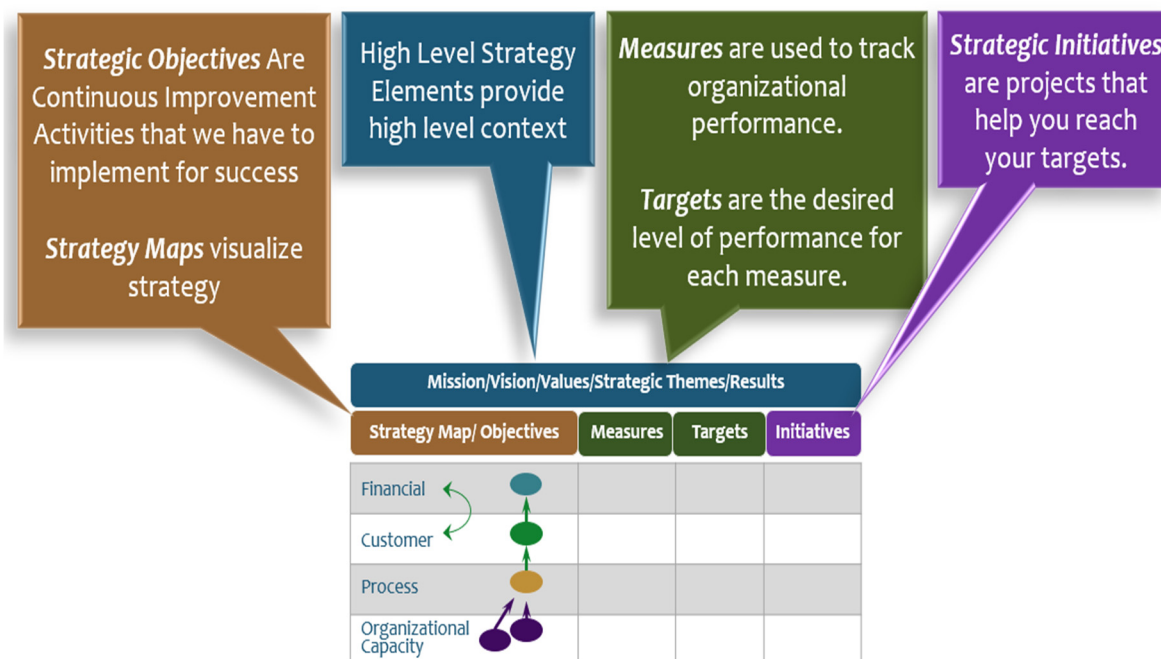 Strategic Objectives Are
Continuous Improvement
Activities that we have to
implement for success
Strategy Maps visualize
strategy
High Level Strategy
Elements provide
high level context
Measures are used to track
organizational
performance.
Targets are the desired
level of performance for
each measure.
Strategic Initiatives
are projects that
help you reach
your targets.
Mission/Vision/Values/Strategic Themes/Results
Strategy Map/ Objectives
Measures
Targets
Initiatives
Financial
Customer
Process
Organizational
Capacity